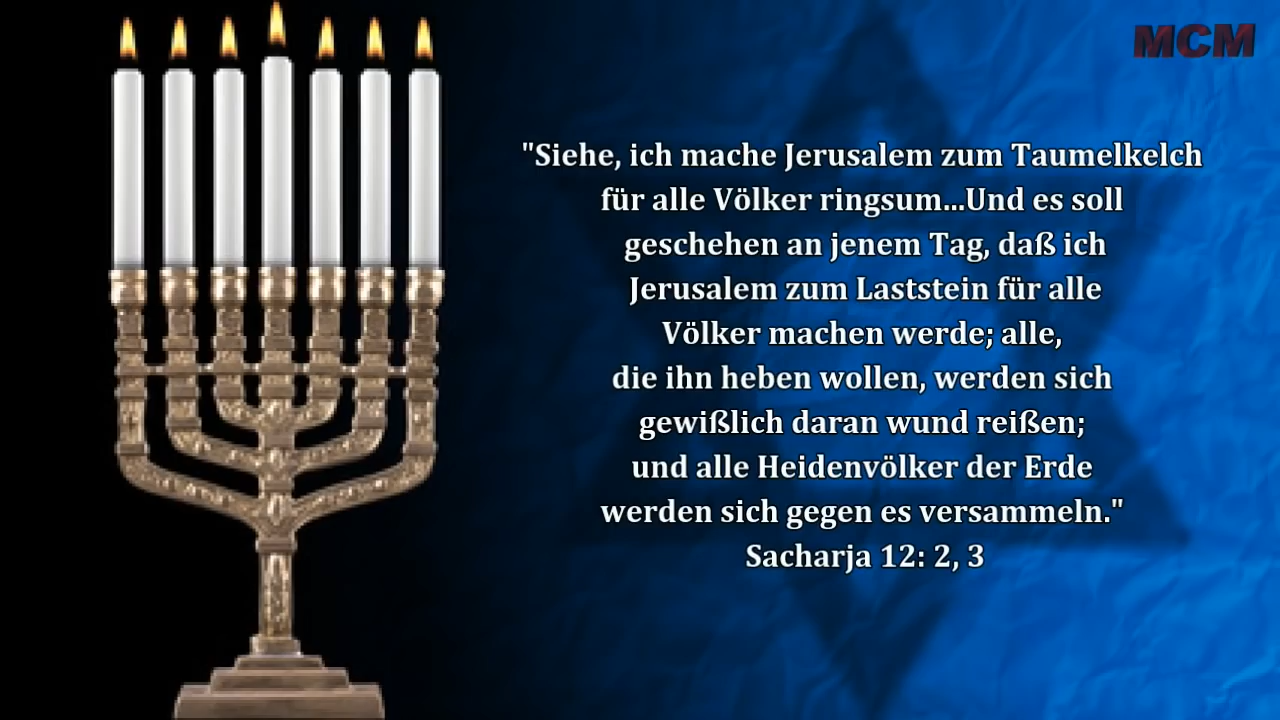 MCM
"Siehe, ich mache Jerusalem zum Taumelkelch
für alle Völker ringsum...Und es soll
geschehen an jenem Tag, daß ich
Jerusalem zum Laststein für alle
Völker machen werde; alle,
die ihn heben wollen, werden sich
gewißlich daran wund reißen;
und alle Heidenvölker der Erde
werden sich gegen es versammeln."
Sacharja 12: 2, 3